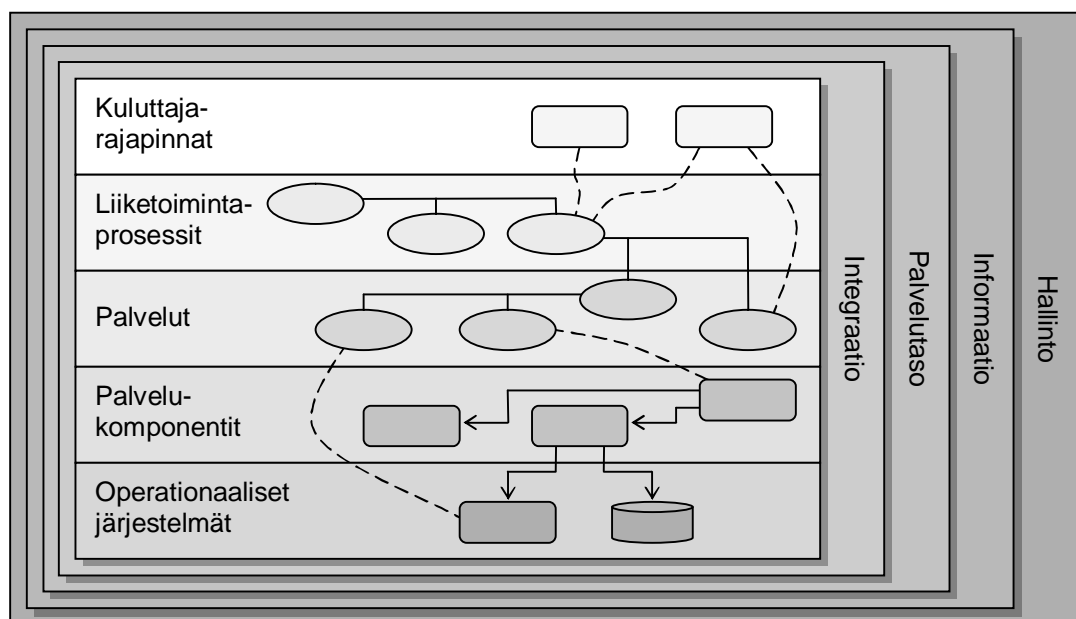 Kuluttaja-
rajapinnat
Liiketoiminta-
prosessit
Palvelut
Palvelu-
komponentit
Operationaaliset
järjestelmät
Integraatio
Palvelutaso
Informaatio
Hallinto